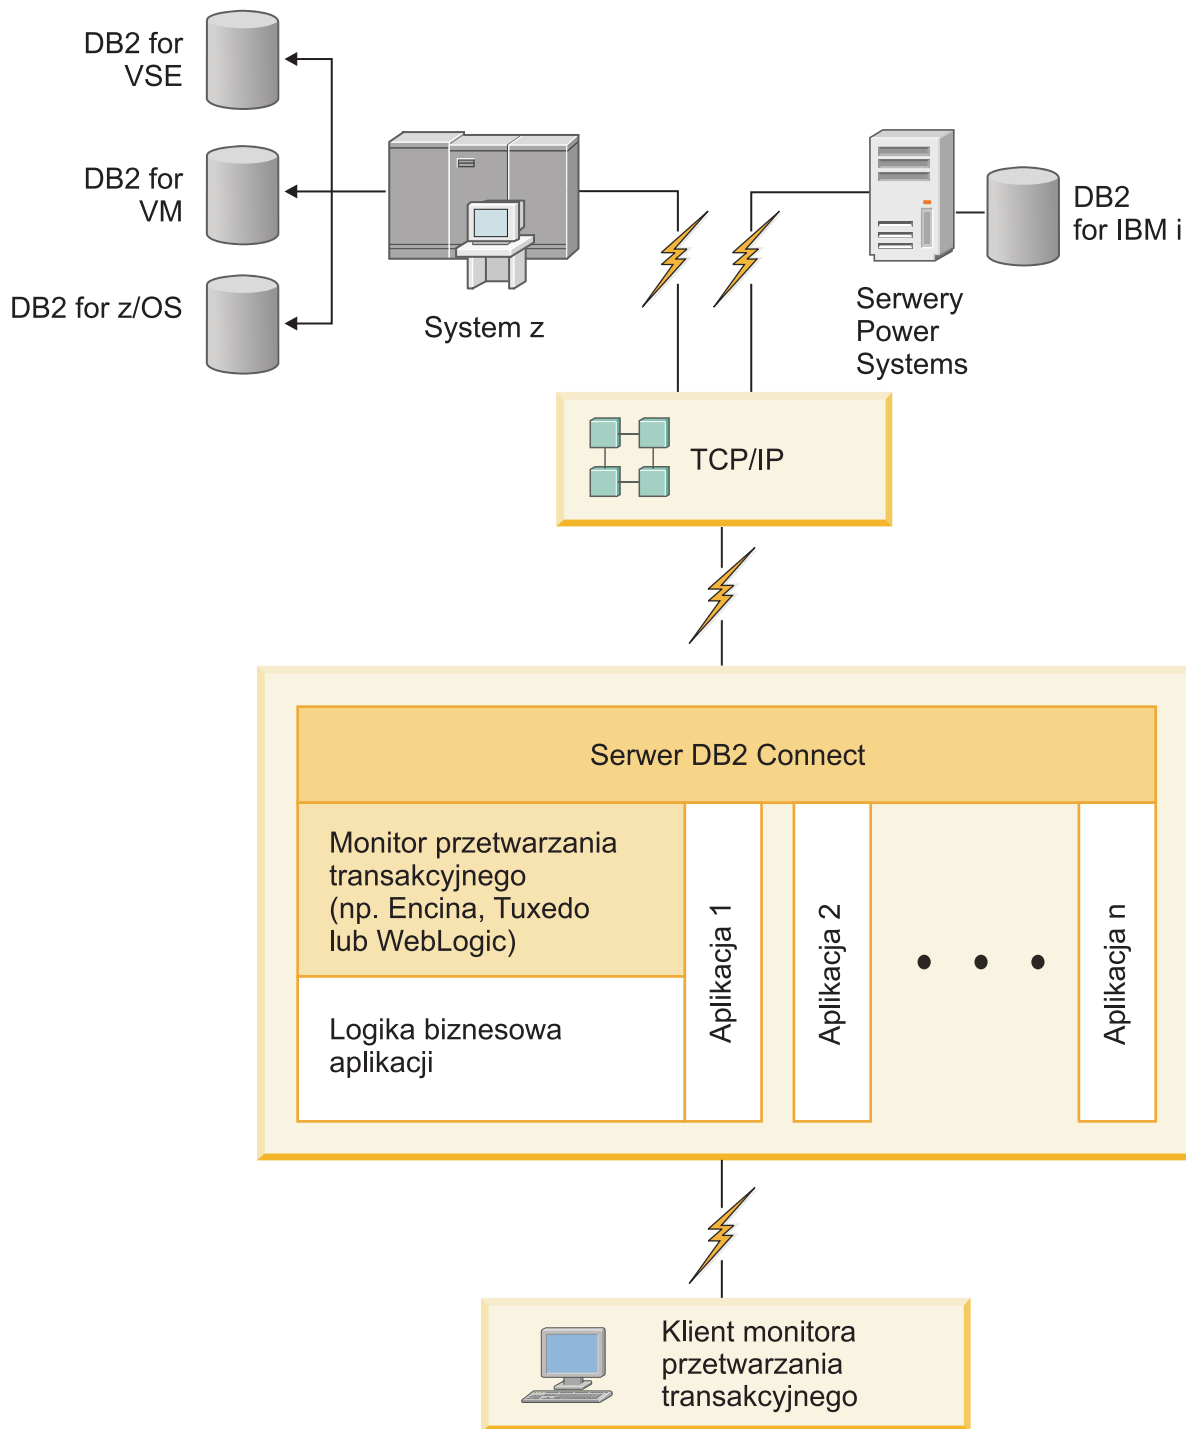 DB2 for
VSE
DB2 for
VM
DB2 for z/OS
System z
Serwery
Power
Systems
DB2
for IBM i
TCP/IP
Serwer DB2 Connect
Monitor przetwarzania
transakcyjnego
(np. Encina, Tuxedo
lub WebLogic)
Logika biznesowa
aplikacji
Aplikacja 1
Aplikacja 2
Aplikacja n
Klient monitora
przetwarzania
transakcyjnego